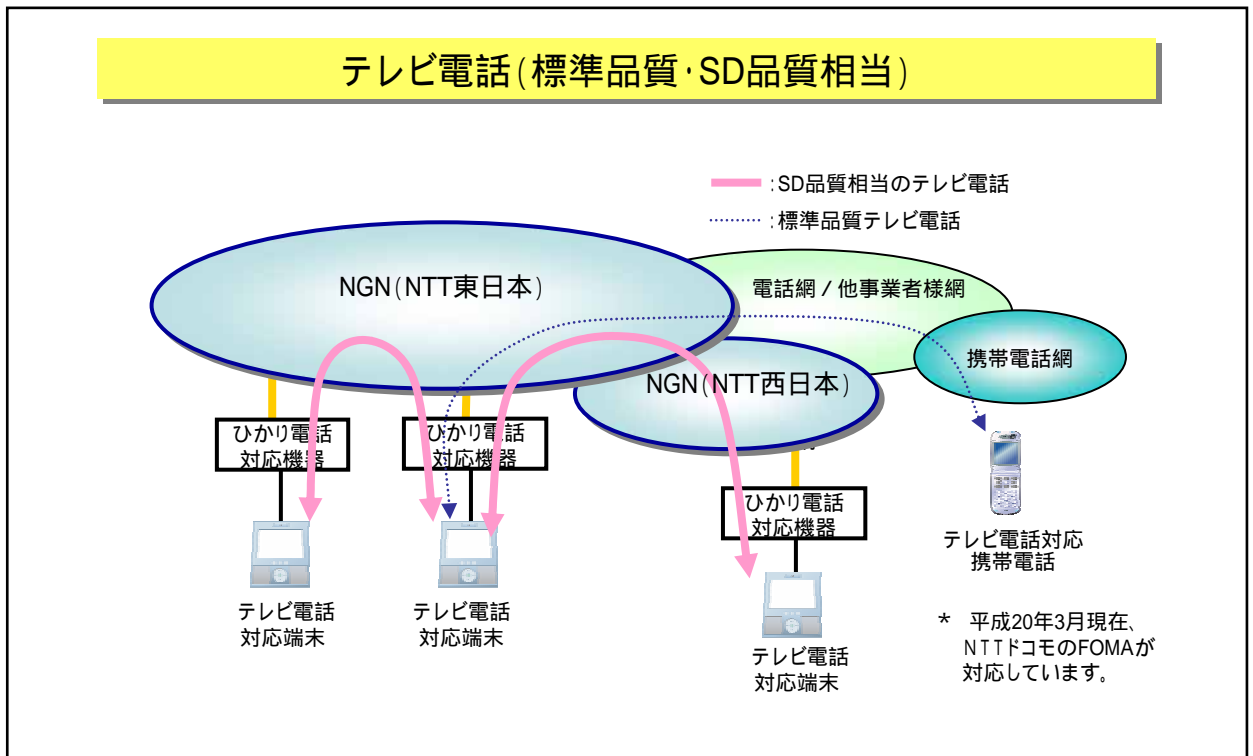 テレビ電話(標準品質・SD品質相当)
:SD品質相当のテレビ電話
:標準品質テレビ電話
NGN(NTT東日本)
電話網/他事業者様網
携帯電話網
NGN(NTT西日本)
ひかり電話
対応機器
ひかり電話
対応機器
ひかり電話
対応機器
テレビ電話
対応端末
テレビ電話
対応端末
テレビ電話
対応端末
テレビ電話対応
携帯電話
* 平成20年3月現在、
NTTドコモのFOMAが
対応しています。